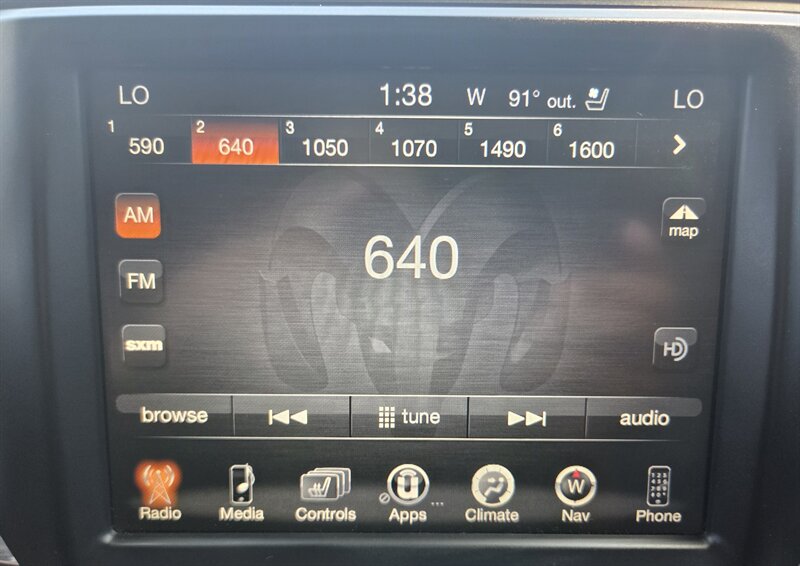 LO 1:38 W 91° out. LO
1 590 2 640 3 1050 4 1070 5 1490 6 1600
AM
640
map
FM
sxm
HD
browse tune audio
Radio Media Controls Apps Climate Nav Phone
W